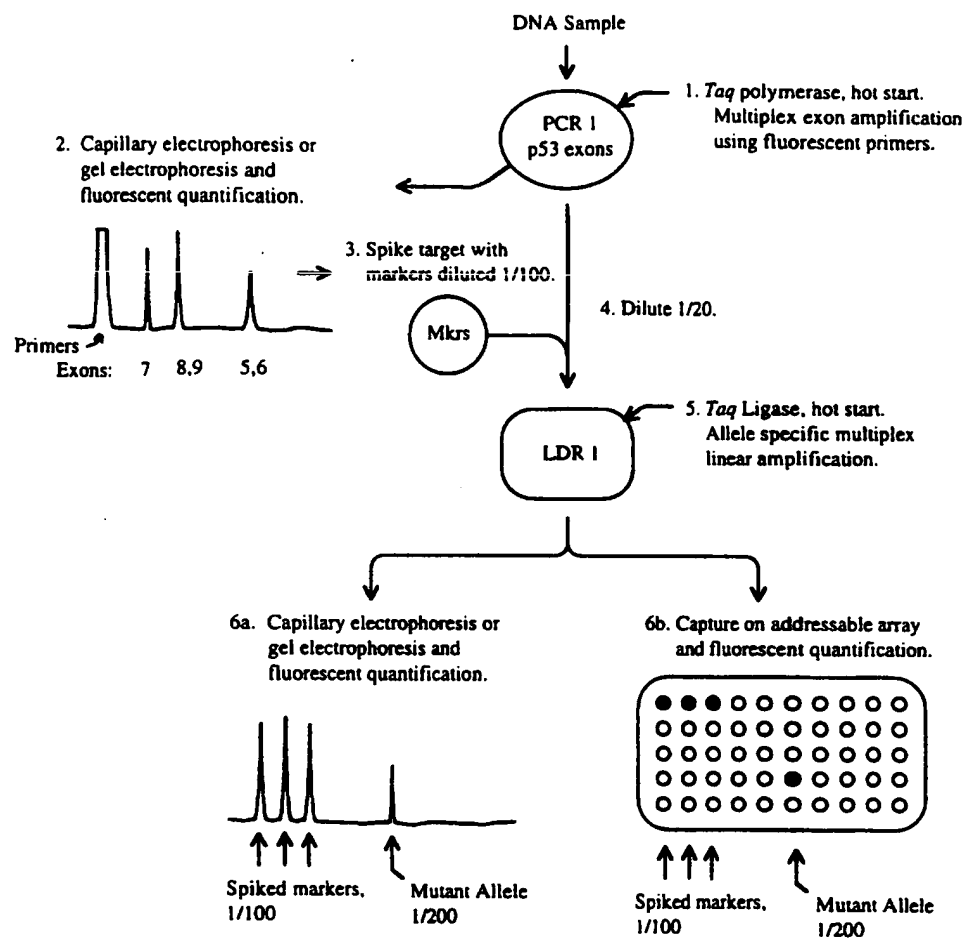 DNA Sample
1. Taq polymerase, hot start.
Multiplex exon amplification
using fluorescent primers.
PCR 1
p53 exons
2. Capillary electrophoresis or
gel electrophoresis and
fluorescent quantification.
3. Spike target with
markers diluted 1/100.
4. Dilute 1/20.
Mkrs
Primers
Exons: 7 8,9 5,6
5. Taq Ligase, hot start.
Allele specific multiplex
linear amplification.
LDR 1
6a. Capillary electrophoresis or
gel electrophoresis and
fluorescent quantification.
6b. Capture on addressable array
and fluorescent quantification.
Spiked markers,
1/100
Mutant Allele
1/200
Spiked markers,
1/100
Mutant Allele
1/200